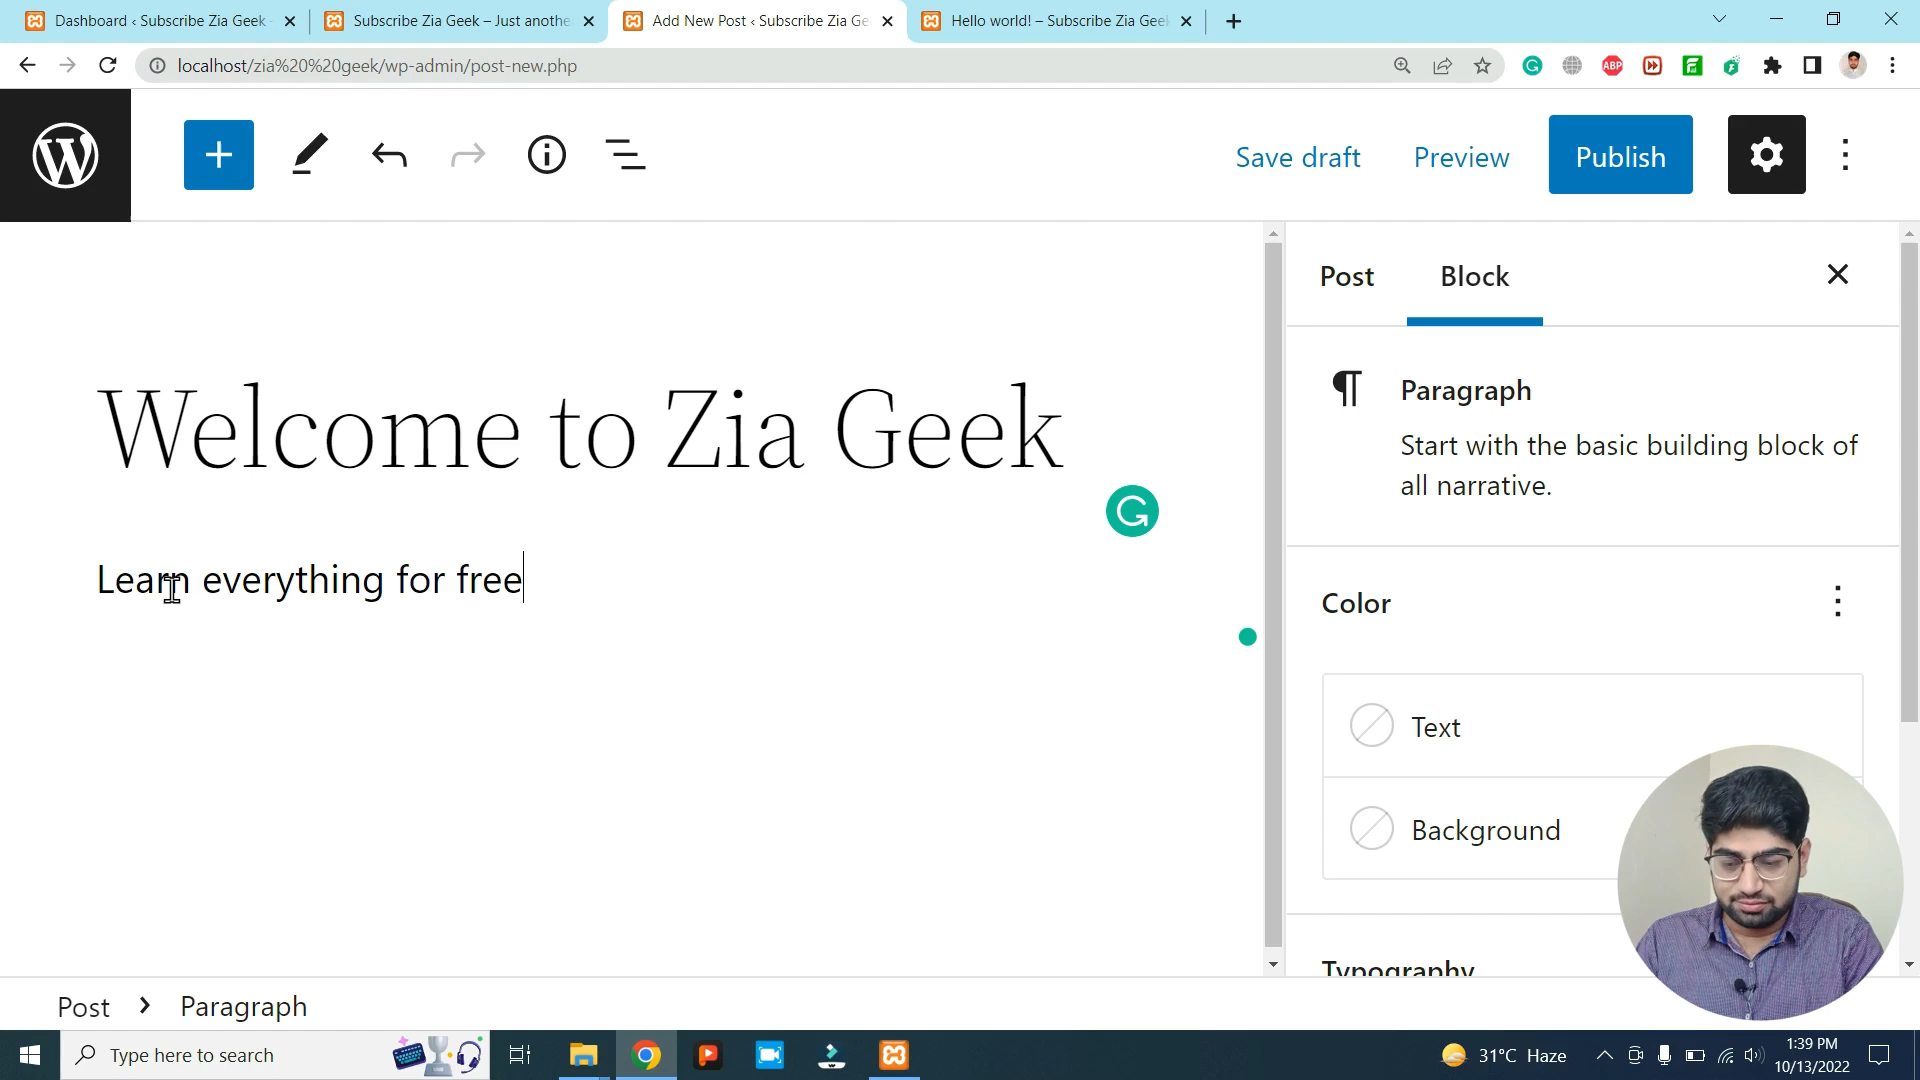 Dashboard ‹ Subscribe Zia Geek
Subscribe Zia Geek – Just anothe
Add New Post ‹ Subscribe Zia Ge
Hello world! – Subscribe Zia Geek
localhost/zia%20%20geek/wp-admin/post-new.php
ABP
Save draft
Preview
Publish
Post
Block
Welcome to Zia Geek
Paragraph
Start with the basic building block of
all narrative.
Learn everything for free
Color
Text
Background
Typography
Post
Paragraph
Type here to search
31°C Haze
1:39 PM
10/13/2022